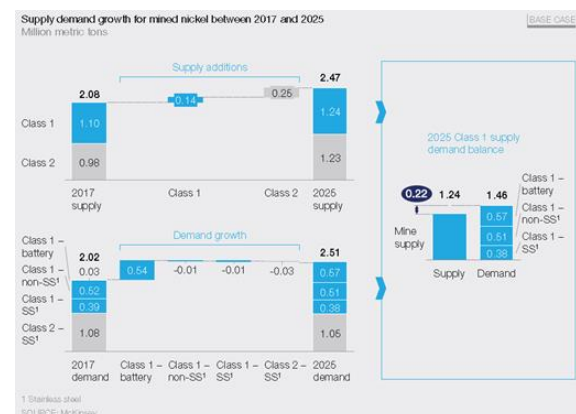 Supply demand growth for mined nickel between 2017 and 2025
BASE CASE
Million metric tons
Supply additions
2.08
0.14
0.25
2.47
Class 1
1.10
1.24
Class 2
0.98
1.23
2017 supply
Class 1
Class 2
2025 supply
2025 Class 1 supply
demand balance
0.22
1.24
1.46
Class 1 – battery
Class 1 – non-SS¹
Class 1 – SS¹
0.57
0.51
0.38
Mine supply
Supply
Demand
Demand growth
Class 1 – battery
Class 1 – non-SS¹
Class 1 – SS¹
Class 2 – SS¹
2.02
0.03
0.52
0.39
1.08
0.54
-0.01
-0.01
-0.03
2.51
0.57
0.51
0.38
1.05
2017 demand
Class 1 – battery
Class 1 – non-SS¹
Class 1 – SS¹
Class 2 – SS¹
2025 demand
1 Stainless steel
SOURCE: McKinsey